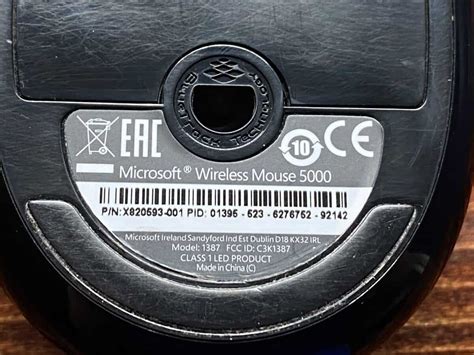 BlueTrack Technology
EAC
10
CE
Microsoft® Wireless Mouse 5000
P/N: X820593-001 PID: 01395 - 523 - 6276752 - 92142
Microsoft Ireland Sandyford Ind Est Dublin D18 KX32 IRL
Model: 1387 FCC ID: C3K1387
CLASS 1 LED PRODUCT
Made in China (C)